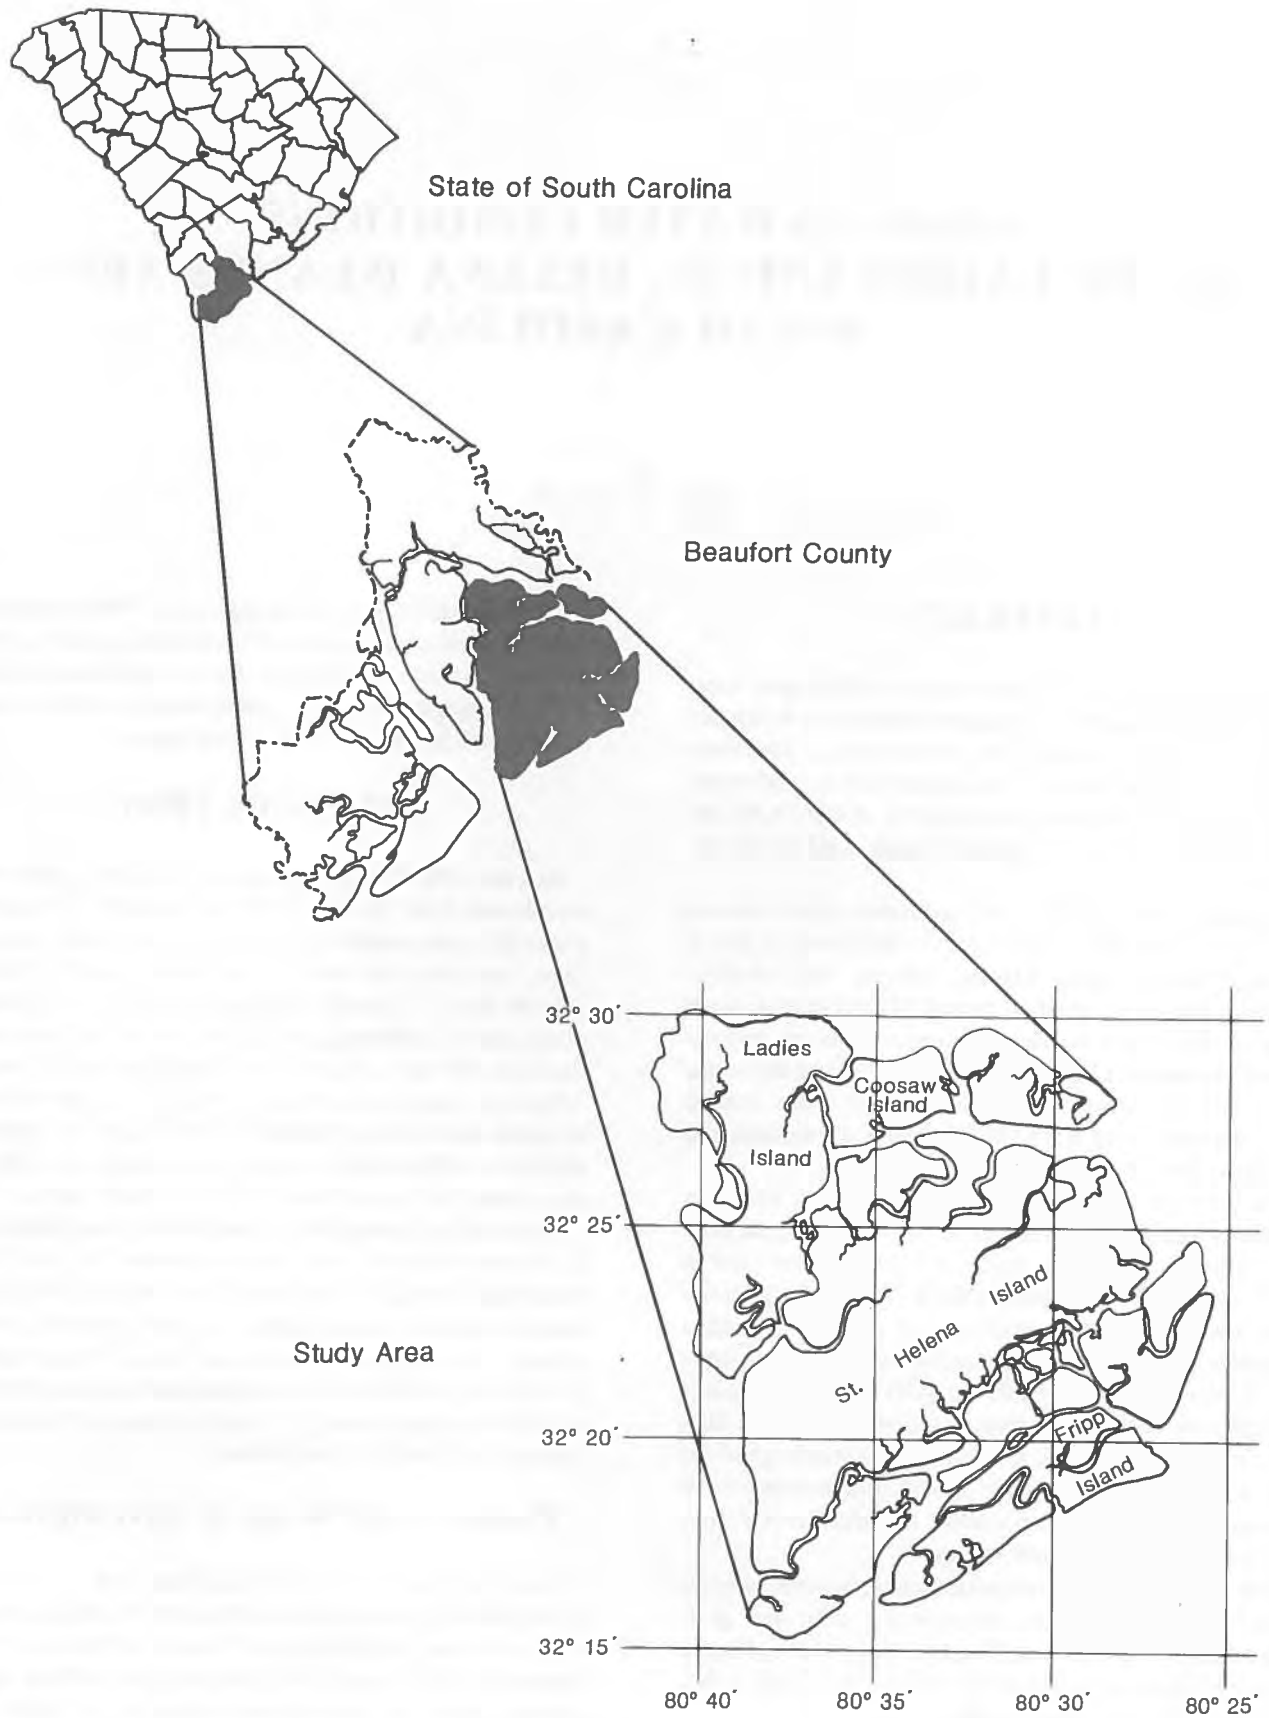 State of South Carolina
Beaufort County
32° 30′
Ladies
Coosaw
Island
Island
32° 25′
Island
Helena
St.
Study Area
Fripp
Island
32° 20′
32° 15′
80° 40′
80° 35′
80° 30′
80° 25′